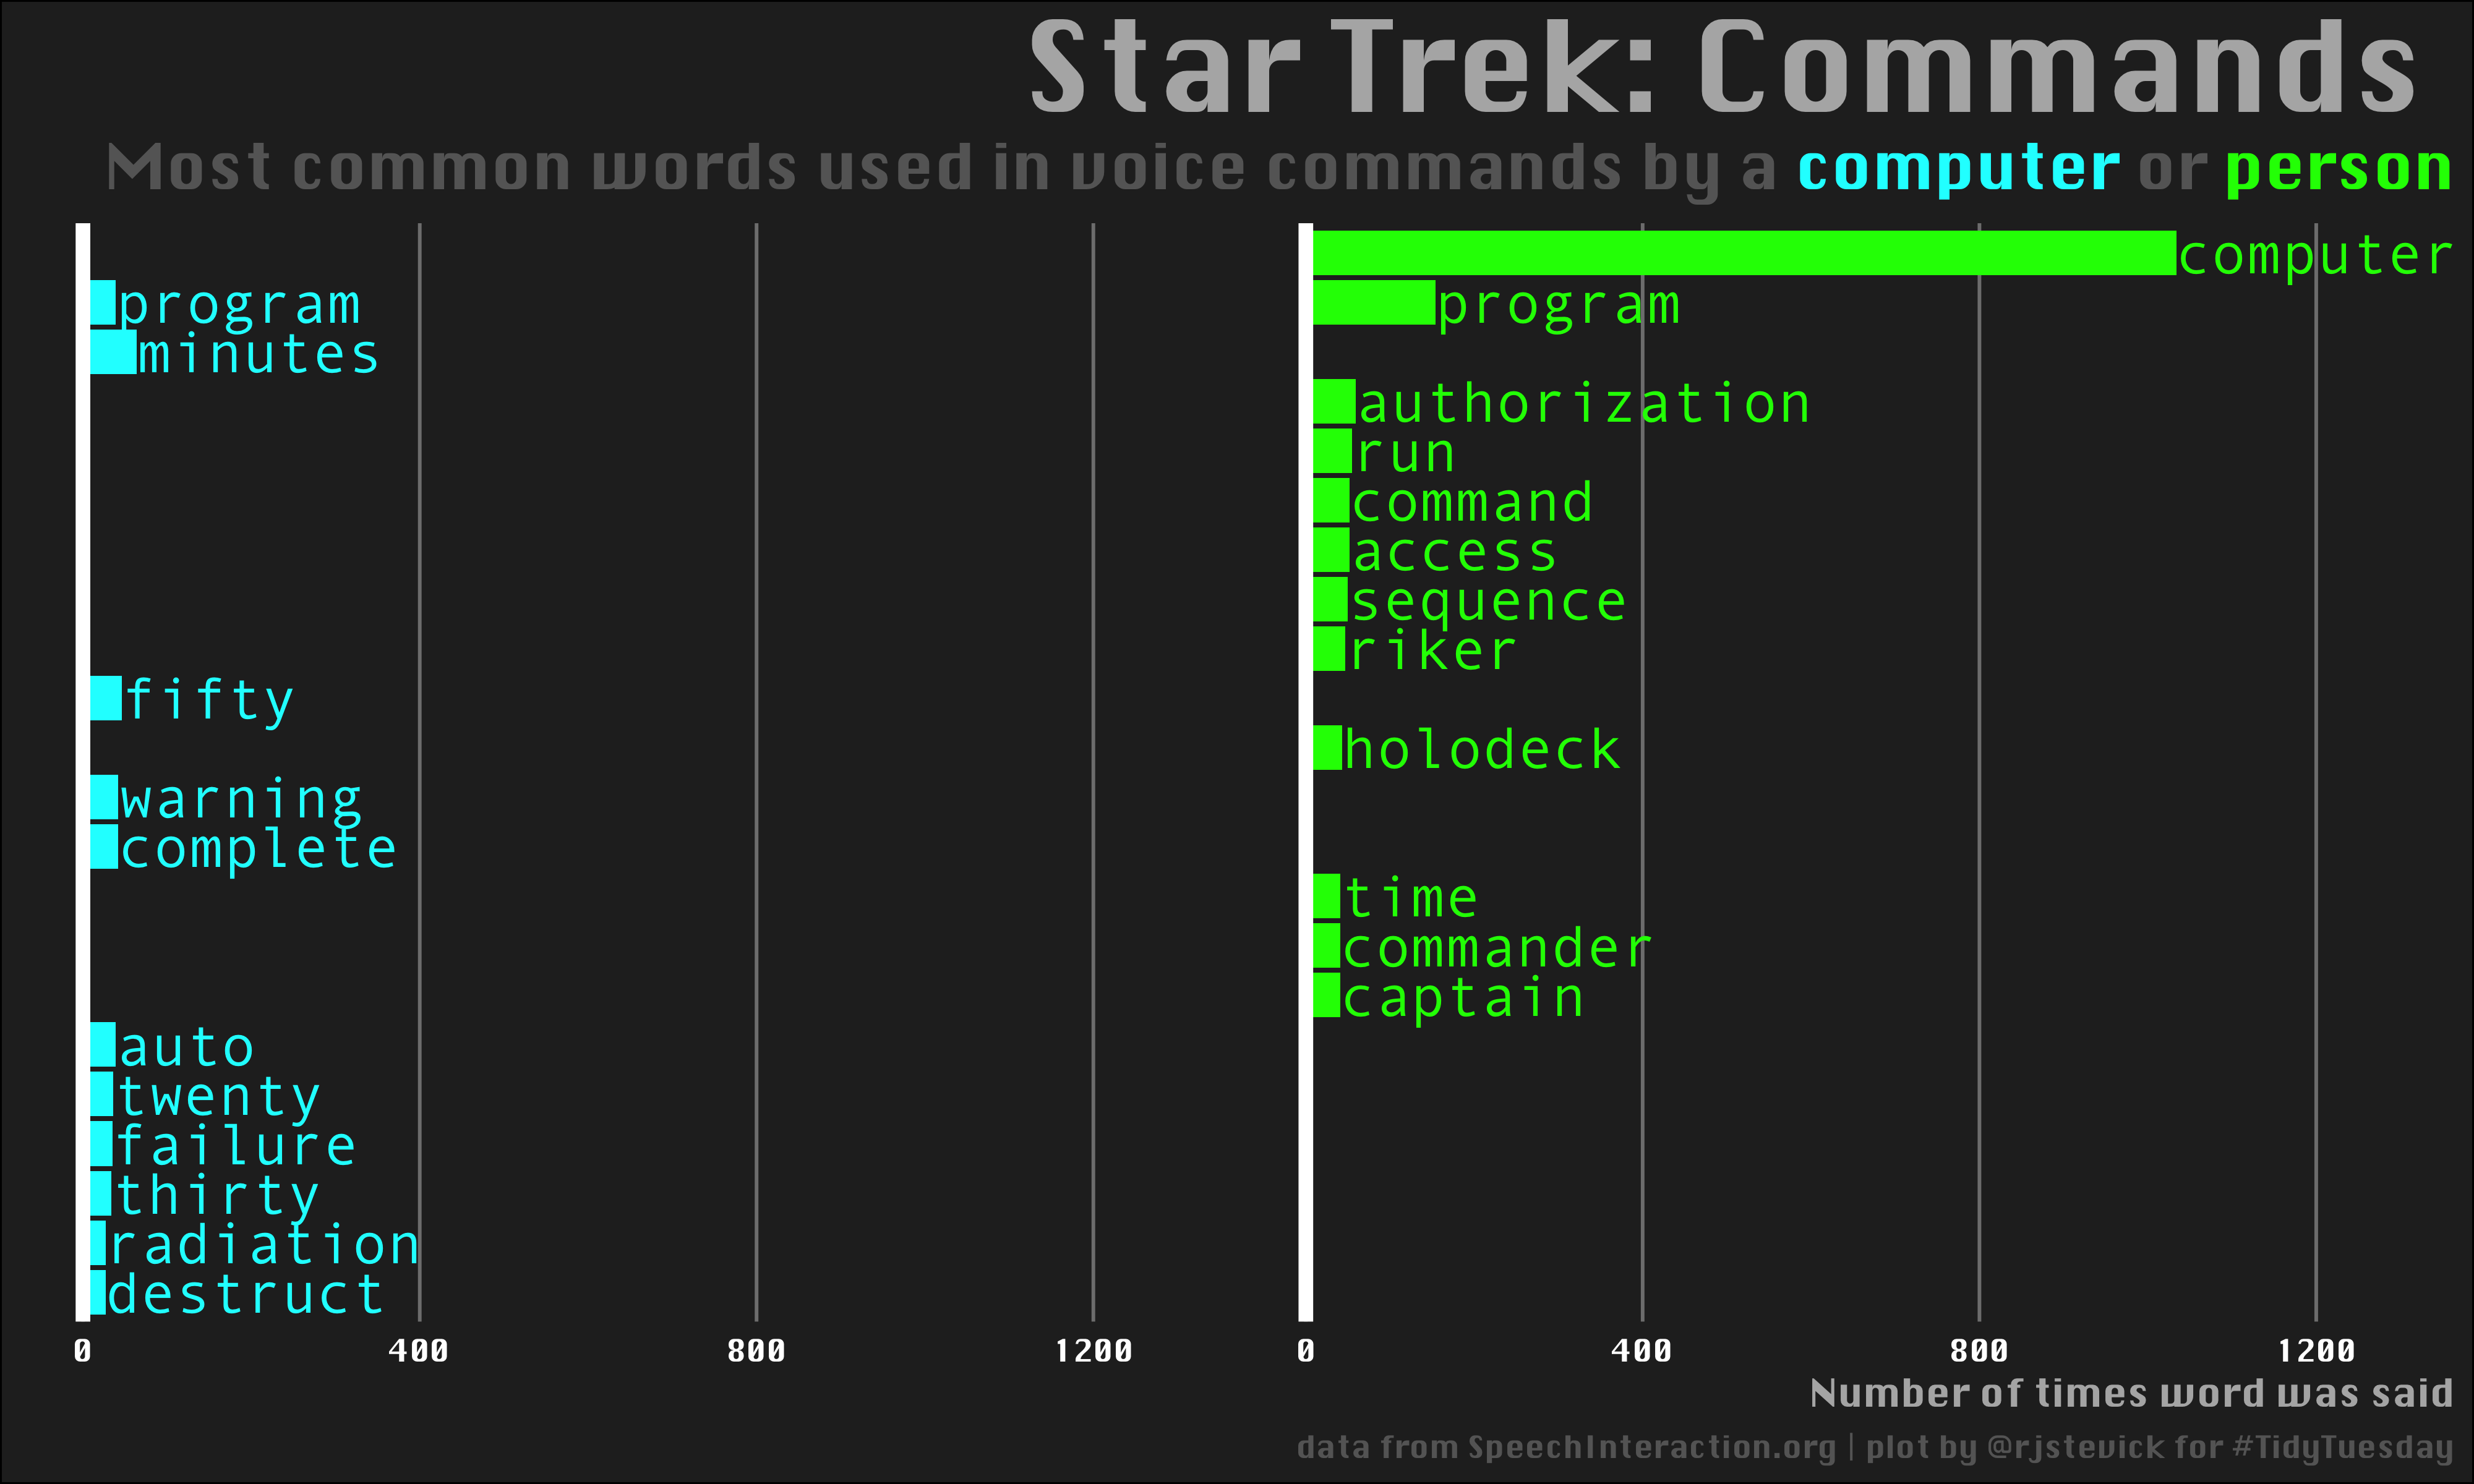 Star Trek: Commands
Most common words used in voice commands by a computer or person
program
minutes
fifty
warning
complete
auto
twenty
failure
thirty
radiation
destruct
0 400 800 1200
computer
program
authorization
run
command
access
sequence
riker
holodeck
time
commander
captain
0 400 800 1200
Number of times word was said
data from SpeechInteraction.org | plot by @rjstevick for #TidyTuesday